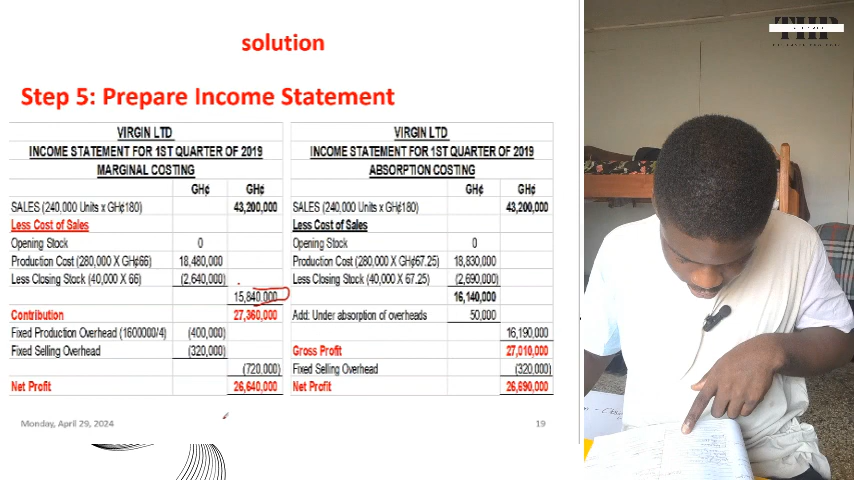 solution
Step 5: Prepare Income Statement
VIRGIN LTD
INCOME STATEMENT FOR 1ST QUARTER OF 2019
MARGINAL COSTING
GH¢ GH¢
SALES (240,000 Units x GH¢180) 43,200,000
Less Cost of Sales
Opening Stock 0
Production Cost (280,000 X GH¢66) 18,480,000
Less Closing Stock (40,000 X 66) (2,640,000)
15,840,000
Contribution 27,360,000
Fixed Production Overhead (1600000/4) (400,000)
Fixed Selling Overhead (320,000)
(720,000)
Net Profit 26,640,000
VIRGIN LTD
INCOME STATEMENT FOR 1ST QUARTER OF 2019
ABSORPTION COSTING
GH¢ GH¢
SALES (240,000 Units x GH¢180) 43,200,000
Less Cost of Sales
Opening Stock 0
Production Cost (280,000 X GH¢67.25) 18,830,000
Less Closing Stock (40,000 X 67.25) (2,690,000)
16,140,000
Add: Under absorption of overheads 50,000
16,190,000
Gross Profit 27,010,000
Fixed Selling Overhead (320,000)
Net Profit 26,690,000
Monday, April 29, 2024 19